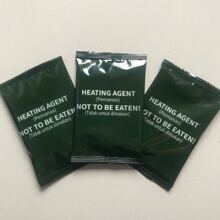 HEATING AGENT
(Pemanas)
NOT TO BE EATEN!
(Tidak untuk dimakan)
HEATING AGENT
(Pemanas)
NOT TO BE EATEN!
(Tidak untuk dimakan)
HEATING AGENT
(Pemanas)
NOT TO BE EATEN!
(Tidak untuk dimakan)